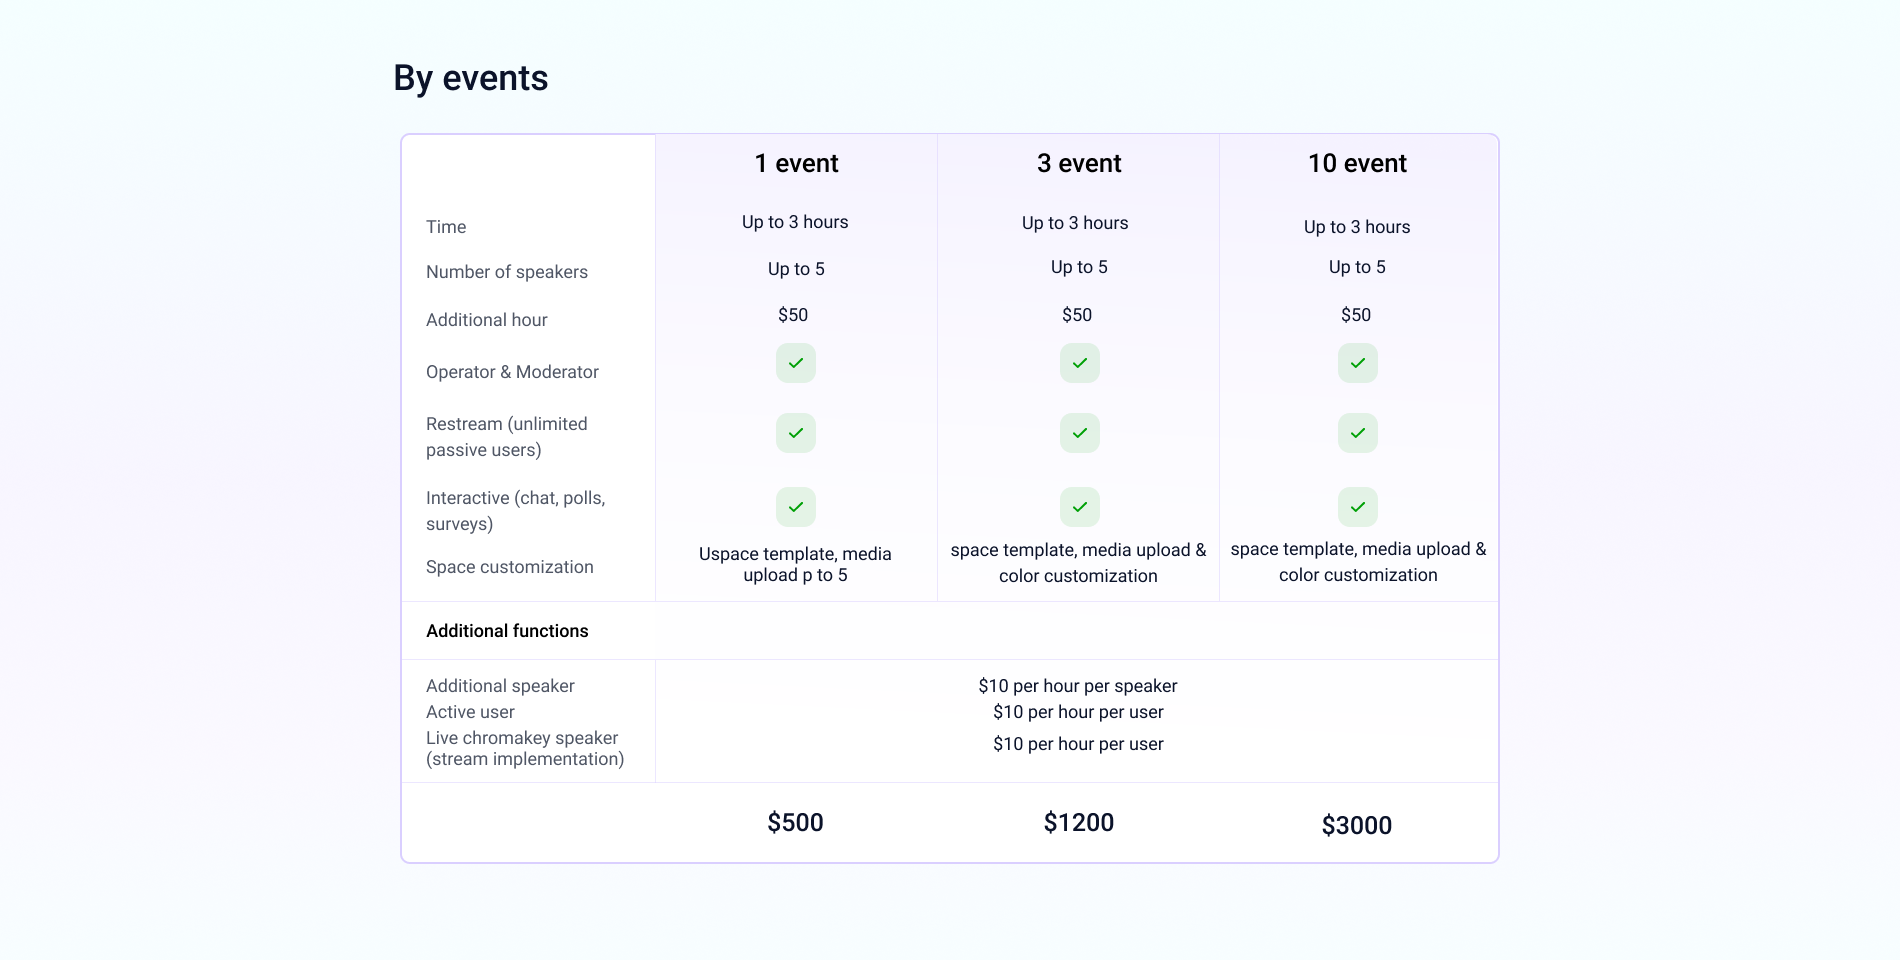 By events
1 event
3 event
10 event
Time
Up to 3 hours
Up to 3 hours
Up to 3 hours
Number of speakers
Up to 5
Up to 5
Up to 5
Additional hour
$50
$50
$50
Operator & Moderator
Restream (unlimited
passive users)
Interactive (chat, polls,
surveys)
Space customization
Uspace template, media
upload p to 5
space template, media upload &
color customization
space template, media upload &
color customization
Additional functions
Additional speaker
$10 per hour per speaker
Active user
$10 per hour per user
Live chromakey speaker
(stream implementation)
$10 per hour per user
$500
$1200
$3000